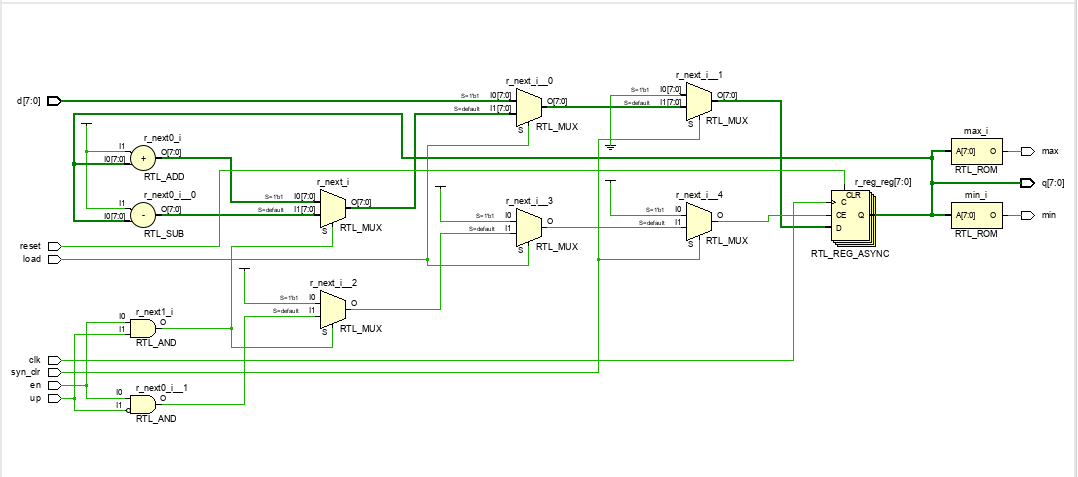 r_next_i__1
r_next_i__0
S=1'b1 I0[7:0] O[7:0]
S=default I1[7:0]
S RTL_MUX
d[7:0]
S=1'b1 I0[7:0] O[7:0]
S=default I1[7:0]
S RTL_MUX
r_next0_i
I1 O[7:0]
I0[7:0] +
RTL_ADD
max_i
A[7:0] O max
RTL_ROM
r_next0_i__0
I1 O[7:0]
I0[7:0] -
RTL_SUB
r_next_i
S=1'b1 I0[7:0] O[7:0]
S=default I1[7:0]
S RTL_MUX
r_next_i__3
S=1'b1 I0 O
S=default I1
S RTL_MUX
r_next_i__4
S=1'b1 I0 O
S=default I1
S RTL_MUX
r_reg_reg[7:0]
CLR
C
CE Q
D
RTL_REG_ASYNC
q[7:0]
min_i
A[7:0] O min
RTL_ROM
reset
load
r_next_i__2
S=1'b1 I0 O
S=default I1
S RTL_MUX
r_next1_i
I0 O
I1
RTL_AND
clk
syn_clr
en
up
r_next0_i__1
I0 O
I1
RTL_AND